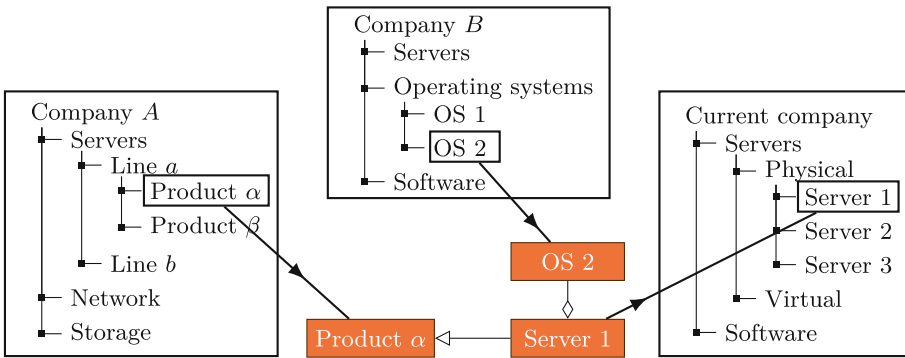 Company A
Servers
Line a
Product α
Product β
Line b
Network
Storage
Company B
Servers
Operating systems
OS 1
OS 2
Software
Current company
Servers
Physical
Server 1
Server 2
Server 3
Virtual
Software
OS 2
Product α
Server 1